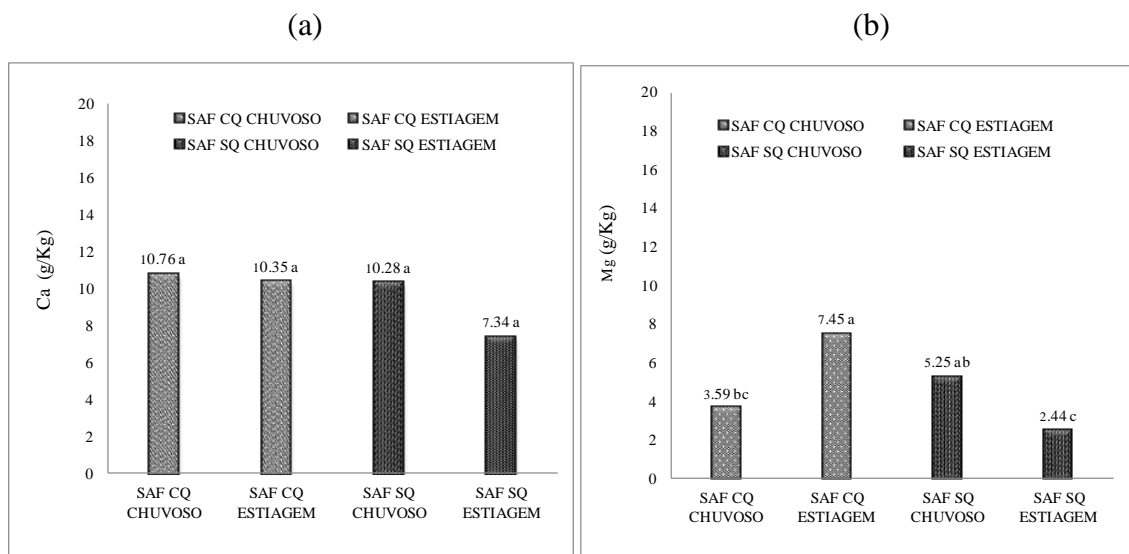 (a)
20
18
16
14
12
10
8
6
4
2
0
Ca (g/Kg)
SAF CQ CHUVOSO
SAF CQ ESTIAGEM
SAF SQ CHUVOSO
SAF SQ ESTIAGEM
10.76 a
10.35 a
10.28 a
7.34 a
SAF CQ
CHUVOSO
SAF CQ
ESTIAGEM
SAF SQ
CHUVOSO
SAF SQ
ESTIAGEM
(b)
20
18
16
14
12
10
8
6
4
2
0
Mg (g/Kg)
SAF CQ CHUVOSO
SAF CQ ESTIAGEM
SAF SQ CHUVOSO
SAF SQ ESTIAGEM
3.59 bc
7.45 a
5.25 ab
2.44 c
SAF CQ
CHUVOSO
SAF CQ
ESTIAGEM
SAF SQ
CHUVOSO
SAF SQ
ESTIAGEM